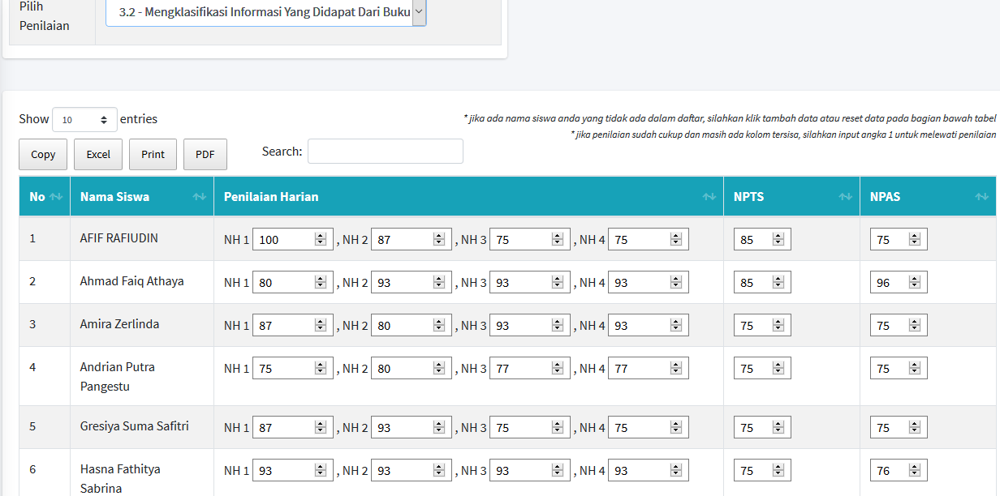 Pilih
Penilaian
3.2 - Mengklasifikasi Informasi Yang Didapat Dari Buku
Show 10 entries
* jika ada nama siswa anda yang tidak ada dalam daftar, silahkan klik tambah data atau reset data pada bagian bawah tabel
* jika penilaian sudah cukup dan masih ada kolom tersisa, silahkan input angka 1 untuk melewati penilaian
Copy Excel Print PDF Search:
No Nama Siswa Penilaian Harian NPTS NPAS
1 AFIF RAFIUDIN NH 1 100 , NH 2 87 , NH 3 75 , NH 4 75 85 75
2 Ahmad Faiq Athaya NH 1 80 , NH 2 93 , NH 3 93 , NH 4 93 85 96
3 Amira Zerlinda NH 1 87 , NH 2 80 , NH 3 93 , NH 4 93 75 75
4 Andrian Putra NH 1 75 , NH 2 80 , NH 3 77 , NH 4 77 75 75
Pangestu
5 Gresiya Suma Safitri NH 1 87 , NH 2 93 , NH 3 75 , NH 4 75 75 75
6 Hasna Fathitya NH 1 93 , NH 2 93 , NH 3 93 , NH 4 93 75 76
Sabrina